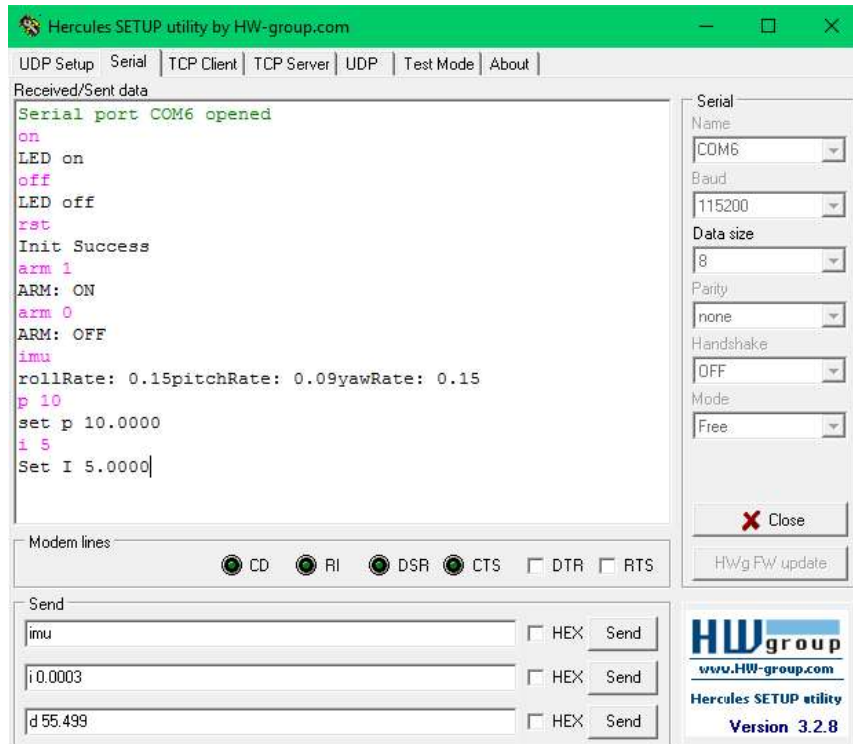 Hercules SETUP utility by HW-group.com
UDP Setup Serial TCP Client TCP Server UDP Test Mode About
Received/Sent data
Serial port COM6 opened
on
LED on
off
LED off
rst
Init Success
arm 1
ARM: ON
arm 0
ARM: OFF
imu
rollRate: 0.15pitchRate: 0.09yawRate: 0.15
p 10
set p 10.0000
i 5
Set I 5.0000
Serial
Name
COM6
Baud
115200
Data size
8
Parity
none
Handshake
OFF
Mode
Free
Close
HWg FW update
Modem lines
CD RI DSR CTS DTR RTS
Send
imu HEX Send
i 0.0003 HEX Send
d 55.499 HEX Send
HW group
www.HW-group.com
Hercules SETUP utility
Version 3.2.8